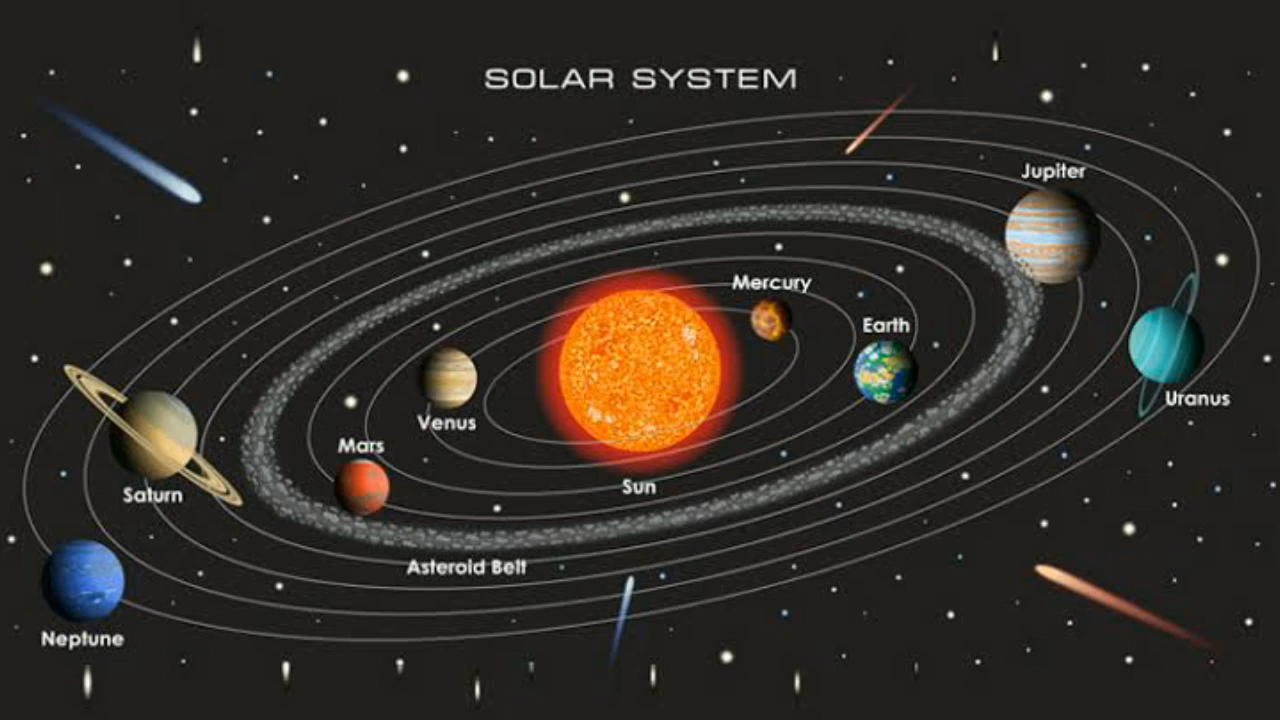 SOLAR SYSTEM
Jupiter
Mercury
Earth
Uranus
Venus
Mars
Sun
Saturn
Asteroid Belt
Neptune